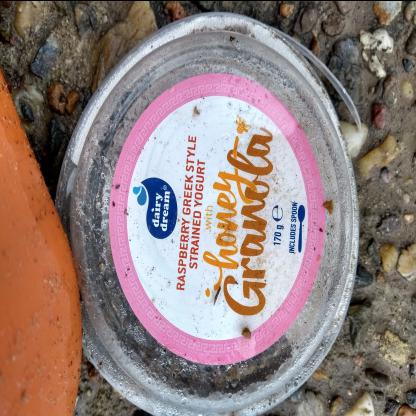 dairy
dream®
RASPBERRY GREEK STYLE
STRAINED YOGURT
with
honey
Granola
170 g ℮
INCLUDES SPOON